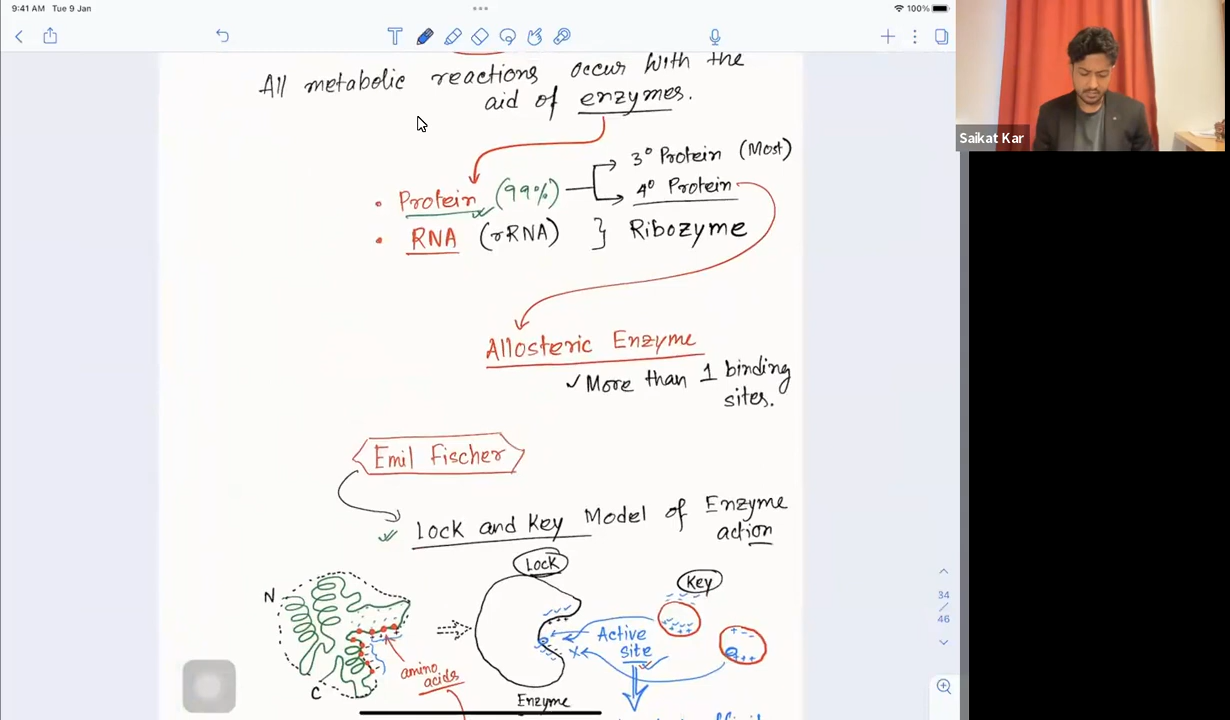 9:41 AM Tue 9 Jan
100%
Saikat Kar
All metabolic reactions occur with the
aid of enzymes.
• Protein (99%)
3° Protein (Most)
4° Protein
• RNA (rRNA) } Ribozyme
Allosteric Enzyme
✓ More than 1 binding
sites.
Emil Fischer
Lock and Key Model of Enzyme
action
Lock
Key
N
Active
site
amino
acids
C
Enzyme
34
/
46